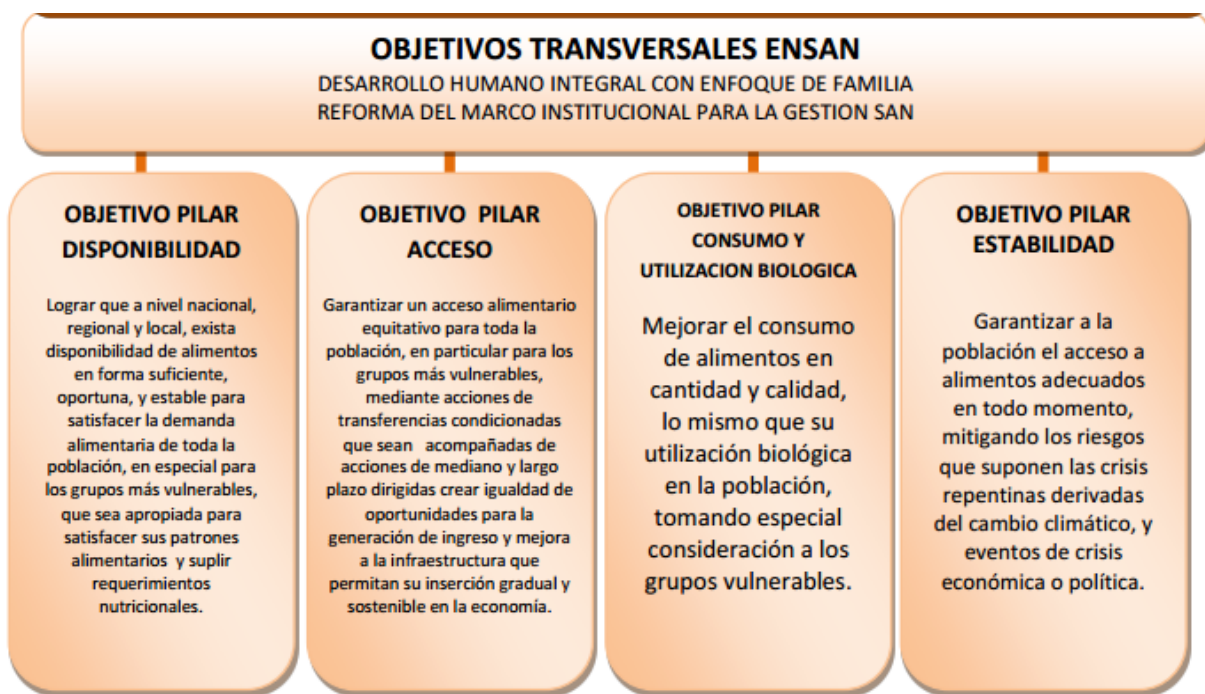 OBJETIVOS TRANSVERSALES ENSAN
DESARROLLO HUMANO INTEGRAL CON ENFOQUE DE FAMILIA
REFORMA DEL MARCO INSTITUCIONAL PARA LA GESTION SAN
OBJETIVO PILAR
DISPONIBILIDAD
Lograr que a nivel nacional,
regional y local, exista
disponibilidad de alimentos
en forma suficiente,
oportuna, y estable para
satisfacer la demanda
alimentaria de toda la
población, en especial para
los grupos más vulnerables,
que sea apropiada para
satisfacer sus patrones
alimentarios y suplir
requerimientos
nutricionales.
OBJETIVO PILAR
ACCESO
Garantizar un acceso alimentario
equitativo para toda la
población, en particular para los
grupos más vulnerables,
mediante acciones de
transferencias condicionadas
que sean acompañadas de
acciones de mediano y largo
plazo dirigidas crear igualdad de
oportunidades para la
generación de ingreso y mejora
a la infraestructura que
permitan su inserción gradual y
sostenible en la economía.
OBJETIVO PILAR
CONSUMO Y
UTILIZACION BIOLOGICA
Mejorar el consumo
de alimentos en
cantidad y calidad,
lo mismo que su
utilización biológica
en la población,
tomando especial
consideración a los
grupos vulnerables.
OBJETIVO PILAR
ESTABILIDAD
Garantizar a la
población el acceso a
alimentos adecuados
en todo momento,
mitigando los riesgos
que suponen las crisis
repentinas derivadas
del cambio climático, y
eventos de crisis
económica o política.